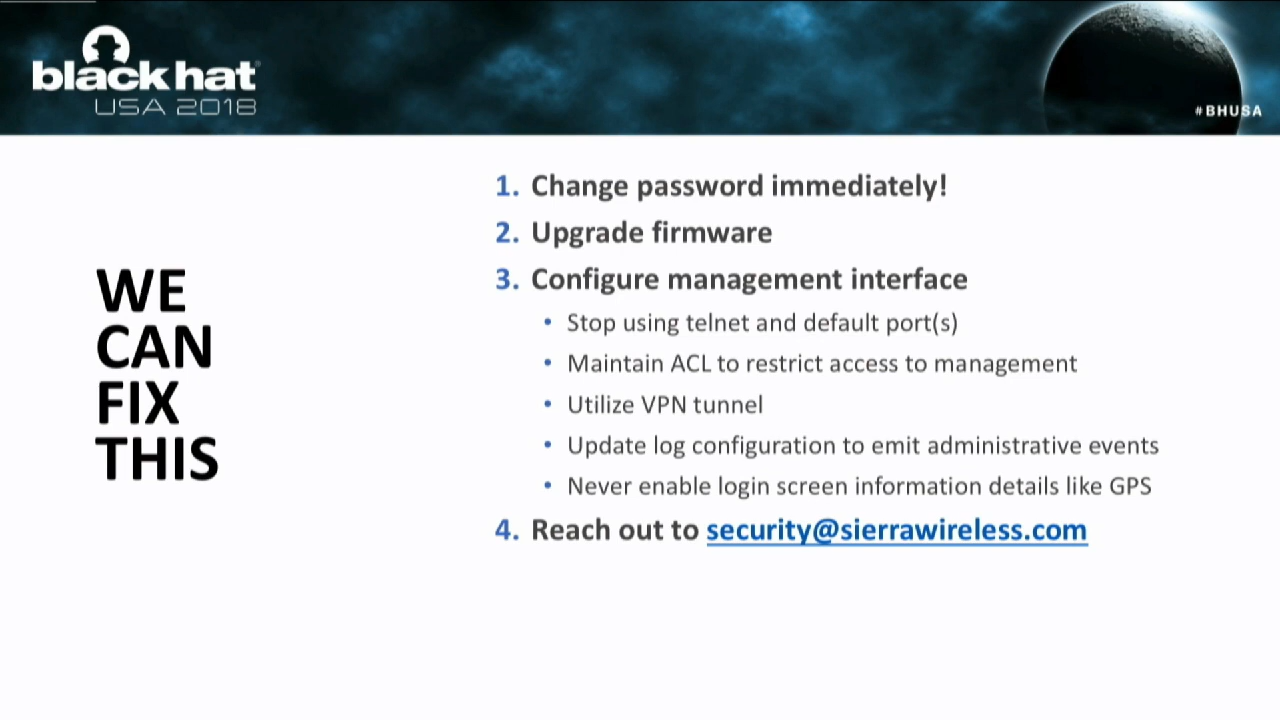 black hat
USA 2018
#BHUSA
WE
CAN
FIX
THIS
1. Change password immediately!
2. Upgrade firmware
3. Configure management interface
• Stop using telnet and default port(s)
• Maintain ACL to restrict access to management
• Utilize VPN tunnel
• Update log configuration to emit administrative events
• Never enable login screen information details like GPS
4. Reach out to security@sierrawireless.com